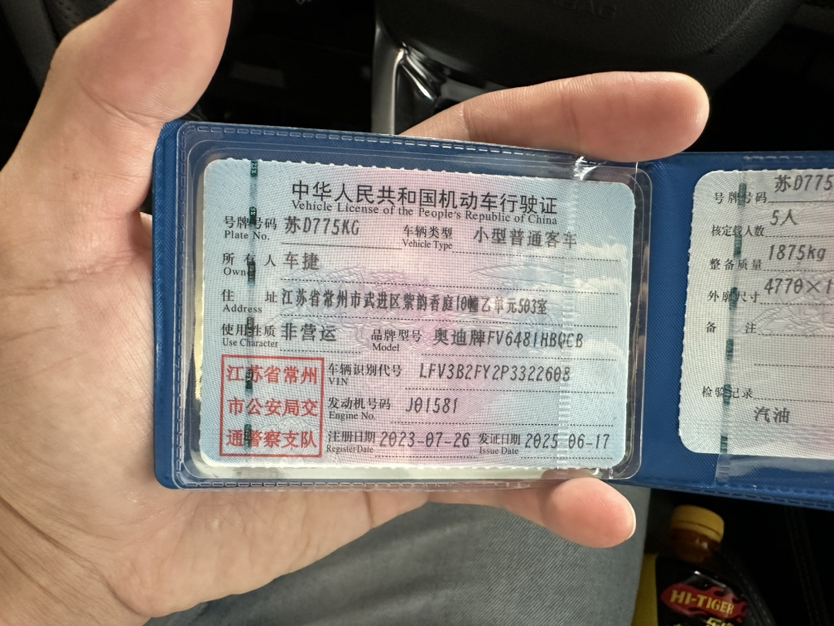 中华人民共和国机动车行驶证
Vehicle License of the People's Republic of China
号牌号码 苏D775KG 车辆类型 小型普通客车
Plate No. Vehicle Type
所有人 车捷
Owner
住址 江苏省常州市武进区紫韵香庭10幢乙单元503室
Address
使用性质 非营运 品牌型号 奥迪牌FV6481HBQCB
Use Character Model
江苏省常州
市公安局交
通警察支队
车辆识别代号 LFV3B2FY2P3322608
VIN
发动机号码 J01581
Engine No.
注册日期 2023-07-26 发证日期 2025-06-17
Register Date Issue Date
号牌号码 苏D775
核定载人数 5人
整备质量 1875kg
外廓尺寸 4770×1
备注
检验记录
汽油
HI-TIGER